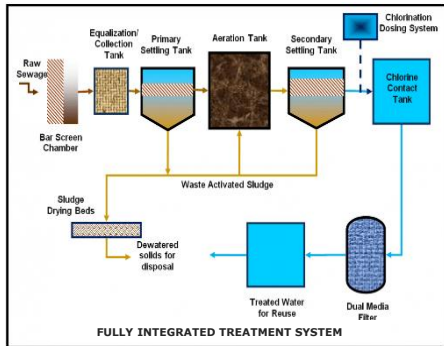 Raw
Sewage
Bar Screen
Chamber
Equalization/
Collection
Tank
Primary
Settling Tank
Aeration Tank
Secondary
Settling Tank
Chlorination
Dosing System
Chlorine
Contact
Tank
Waste Activated Sludge
Sludge
Drying Beds
Dewatered
solids for
disposal
Treated Water
for Reuse
Dual Media
Filter
FULLY INTEGRATED TREATMENT SYSTEM